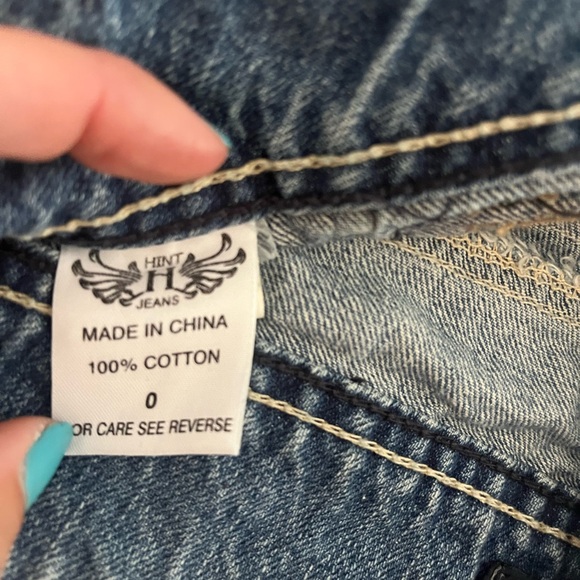 HINT
H
JEANS
MADE IN CHINA
100% COTTON
0
OR CARE SEE REVERSE